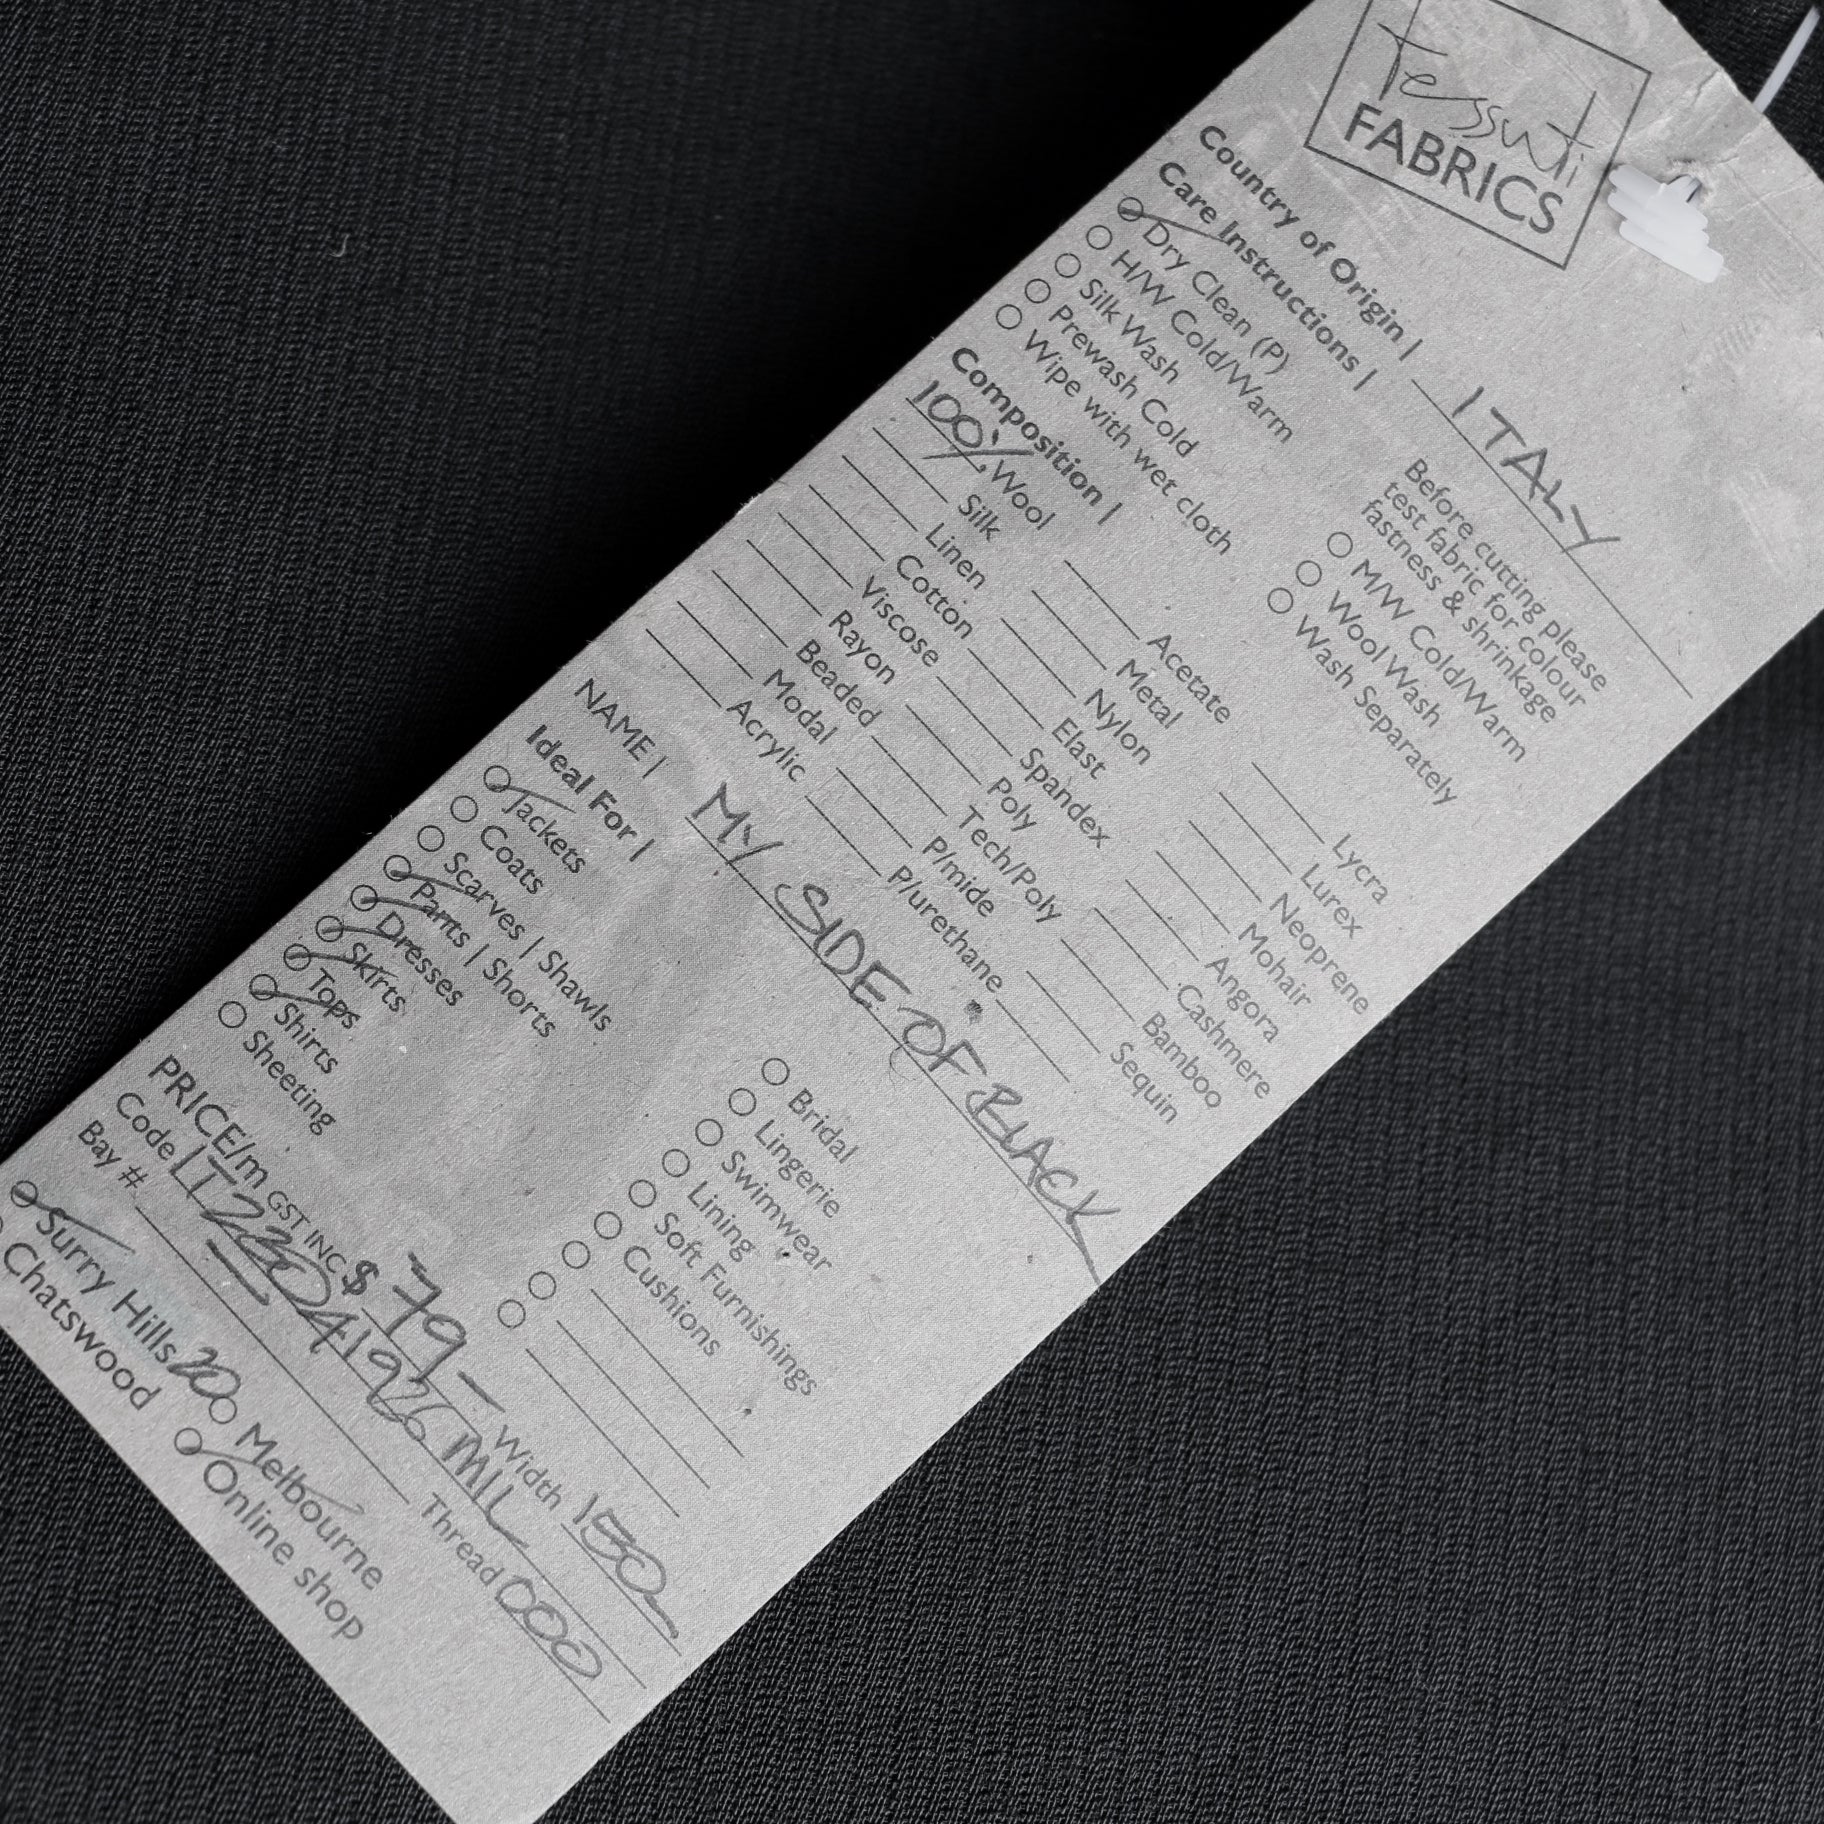 Tessuti
FABRICS
Country of Origin | ITALY
Care Instructions |
Before cutting please
test fabric for colour
fastness & shrinkage
Dry Clean (P)
H/W Cold/Warm
Silk Wash
Prewash Cold
Wipe with wet cloth
M/W Cold/Warm
Wool Wash
Wash Separately
Composition |
100% Wool
Silk
Linen
Cotton
Viscose
Rayon
Beaded
Modal
Acrylic
Acetate
Metal
Nylon
Elast
Spandex
Poly
Tech/Poly
P/mide
P/urethane
Lycra
Lurex
Neoprene
Mohair
Angora
Cashmere
Bamboo
Sequin
NAME | MY SIDE OF BLACK
Ideal For |
Jackets
Coats
Scarves | Shawls
Pants | Shorts
Dresses
Skirts
Tops
Shirts
Sheeting
Bridal
Lingerie
Swimwear
Lining
Soft Furnishings
Cushions
PRICE/m GST INC $ 79- Width 150
Code IT2304192G MIL
Bay # Thread 000
Surry Hills 20 Melbourne
Chatswood Online shop